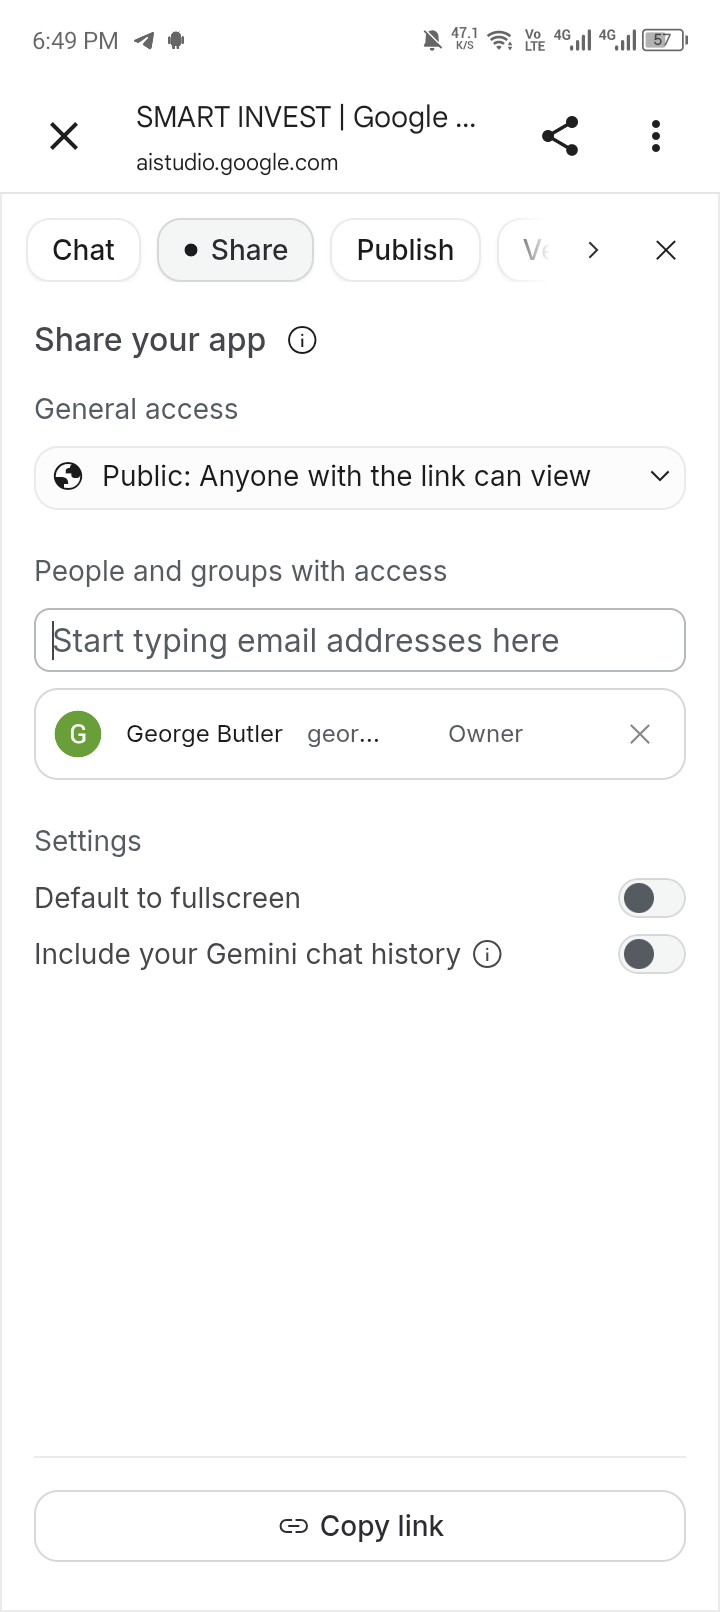 6:49 PM 47.1 K/S Vo LTE 4G 4G 57
SMART INVEST | Google ...
aistudio.google.com
Chat Share Publish Ve
Share your app
General access
Public: Anyone with the link can view
People and groups with access
Start typing email addresses here
G George Butler geor... Owner
Settings
Default to fullscreen
Include your Gemini chat history
Copy link